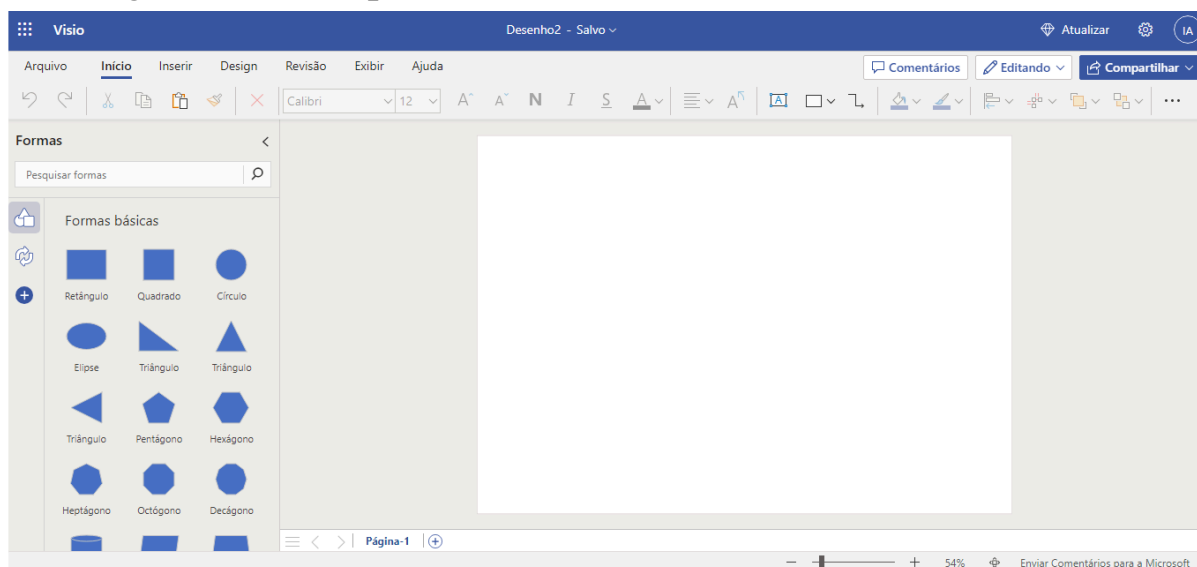 Visio
Desenho2 - Salvo
Atualizar
IA
Arquivo Início Inserir Design Revisão Exibir Ajuda
Comentários Editando Compartilhar
Calibri 12 A A N I S A A A
Formas
Pesquisar formas
Formas básicas
Retângulo Quadrado Círculo
Elipse Triângulo Triângulo
Triângulo Pentágono Hexágono
Heptágono Octógono Decágono
Página-1
54% Enviar Comentários para a Microsoft